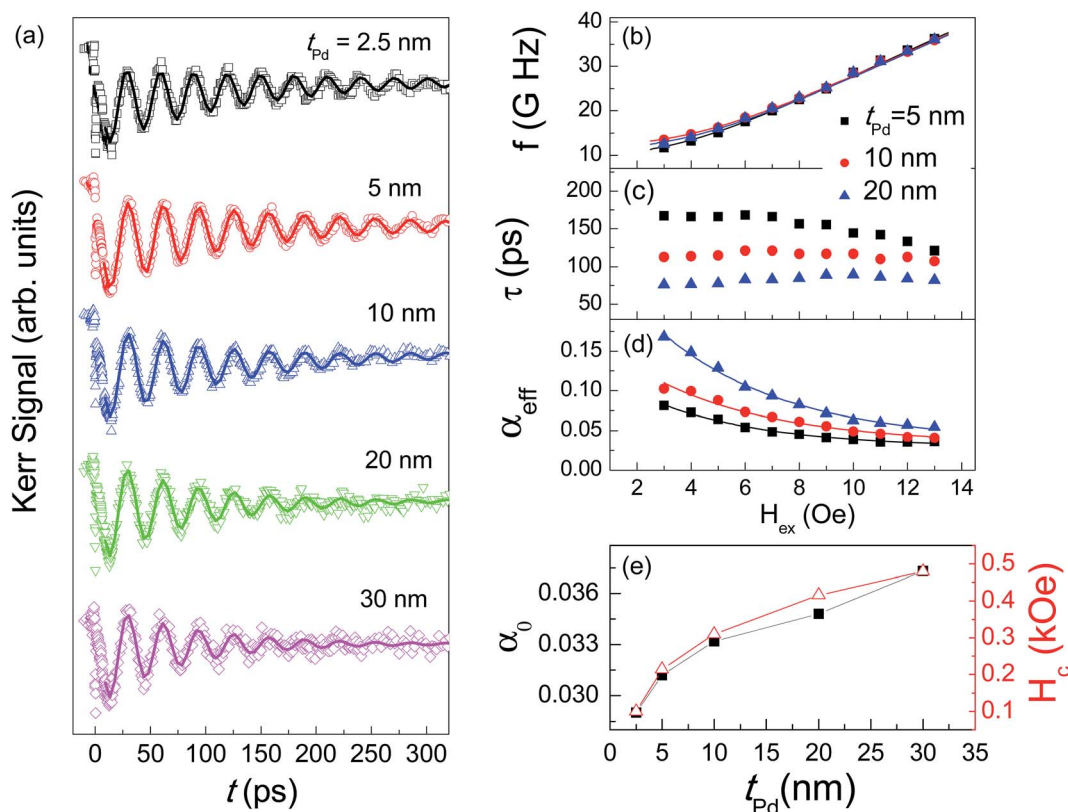 (a)
t_Pd = 2.5 nm
5 nm
10 nm
20 nm
30 nm
Kerr Signal (arb. units)
0 50 100 150 200 250 300
t (ps)
(b)
40
30
20
10
f (G Hz)
t_Pd=5 nm
10 nm
20 nm
(c)
200
150
100
50
τ (ps)
(d)
0.15
0.10
0.05
0.00
α_eff
2 4 6 8 10 12 14
H_ex (Oe)
(e)
0.036
0.033
0.030
α_0
0.5
0.4
0.3
0.2
0.1
H_c (kOe)
0 5 10 15 20 25 30 35
t_Pd(nm)